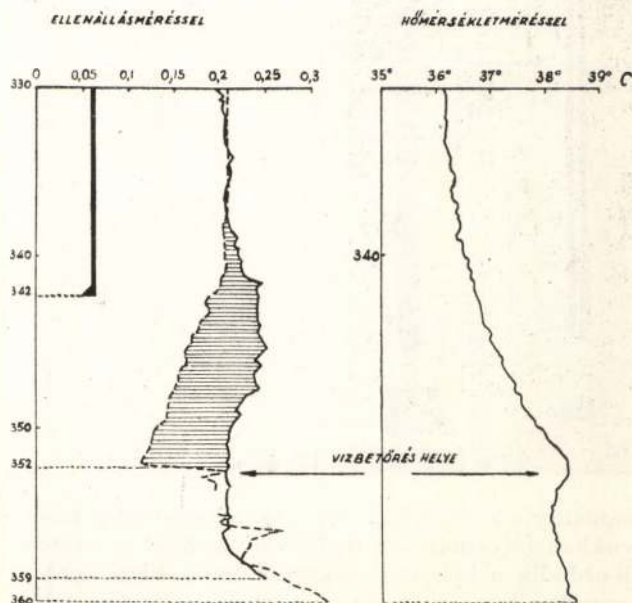 ELLENÁLLÁSMÉRÉSSEL
HŐMÉRSÉKLETMÉRÉSSEL
0 0,05 0,1 0,15 0,2 0,25 0,3
35° 36° 37° 38° 39° C
330
340
342
350
352
359
360
340
VIZBETÖRÉS HELYE